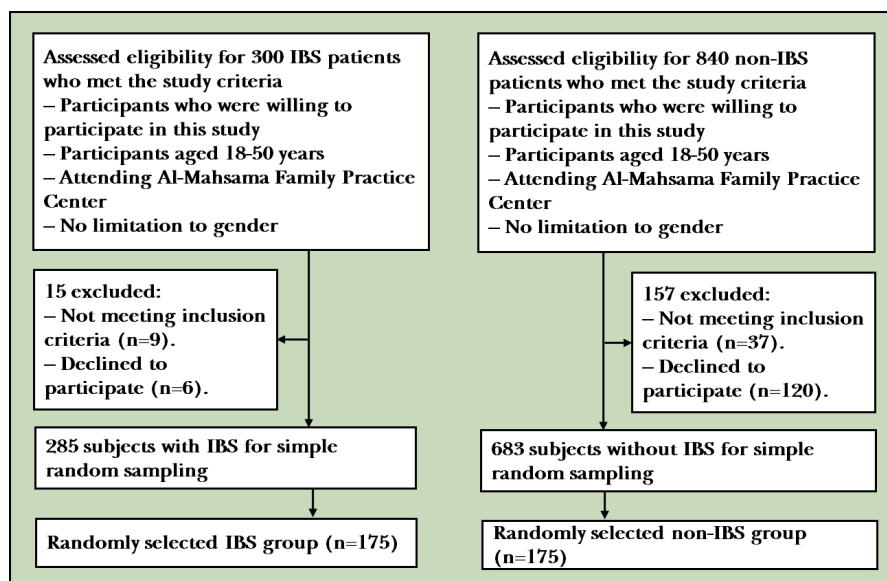 Assessed eligibility for 300 IBS patients
who met the study criteria
– Participants who were willing to
participate in this study
– Participants aged 18-50 years
– Attending Al-Mahsama Family Practice
Center
– No limitation to gender
Assessed eligibility for 840 non-IBS
patients who met the study criteria
– Participants who were willing to
participate in this study
– Participants aged 18-50 years
– Attending Al-Mahsama Family Practice
Center
– No limitation to gender
15 excluded:
– Not meeting inclusion
criteria (n=9).
– Declined to
participate (n=6).
157 excluded:
– Not meeting inclusion
criteria (n=37).
– Declined to
participate (n=120).
285 subjects with IBS for simple
random sampling
683 subjects without IBS for simple
random sampling
Randomly selected IBS group (n=175)
Randomly selected non-IBS group
(n=175)